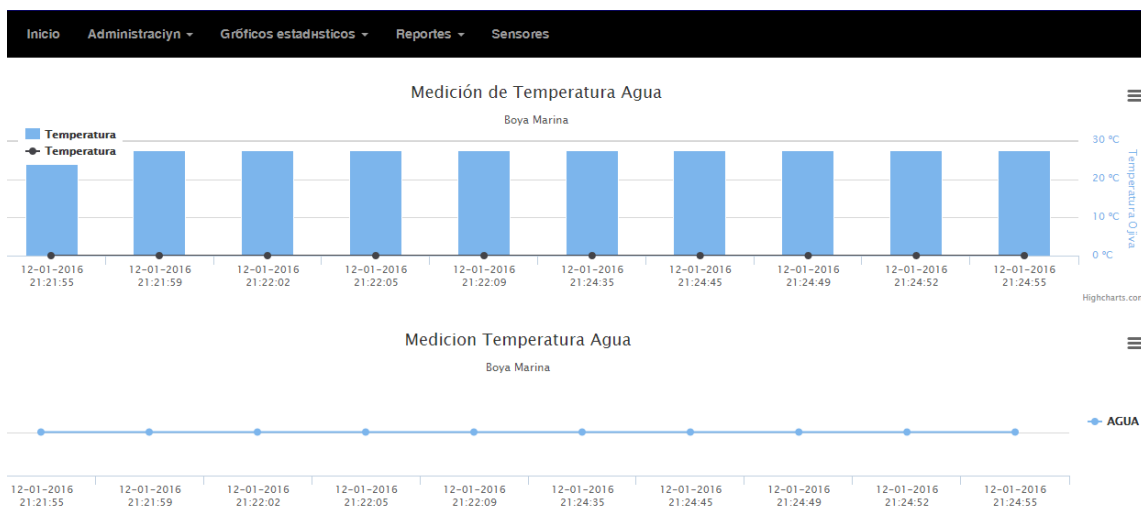 Inicio Administraciyn Grбficos estadнsticos Reportes Sensores
Medición de Temperatura Agua
Boya Marina
Temperatura
Temperatura
30 ºC
20 ºC
10 ºC
0 ºC
Temperatura Ojiva
12-01-2016 12-01-2016 12-01-2016 12-01-2016 12-01-2016 12-01-2016 12-01-2016 12-01-2016 12-01-2016 12-01-2016
21:21:55 21:21:59 21:22:02 21:22:05 21:22:09 21:24:35 21:24:45 21:24:49 21:24:52 21:24:55
Highcharts.com
Medicion Temperatura Agua
Boya Marina
AGUA
12-01-2016 12-01-2016 12-01-2016 12-01-2016 12-01-2016 12-01-2016 12-01-2016 12-01-2016 12-01-2016 12-01-2016
21:21:55 21:21:59 21:22:02 21:22:05 21:22:09 21:24:35 21:24:45 21:24:49 21:24:52 21:24:55